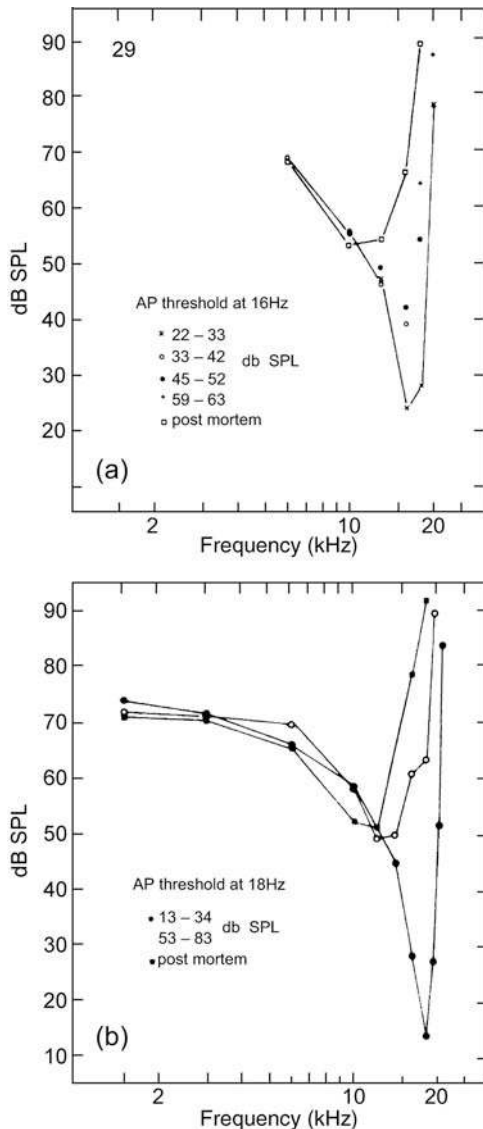 29
90
80
70
60
50
40
30
20
dB SPL
AP threshold at 16Hz
22 – 33
33 – 42 db SPL
45 – 52
59 – 63
post mortem
(a)
2 10 20
Frequency (kHz)
90
80
70
60
50
40
30
20
10
dB SPL
AP threshold at 18Hz
13 – 34
db SPL
53 – 83
post mortem
(b)
2 10 20
Frequency (kHz)